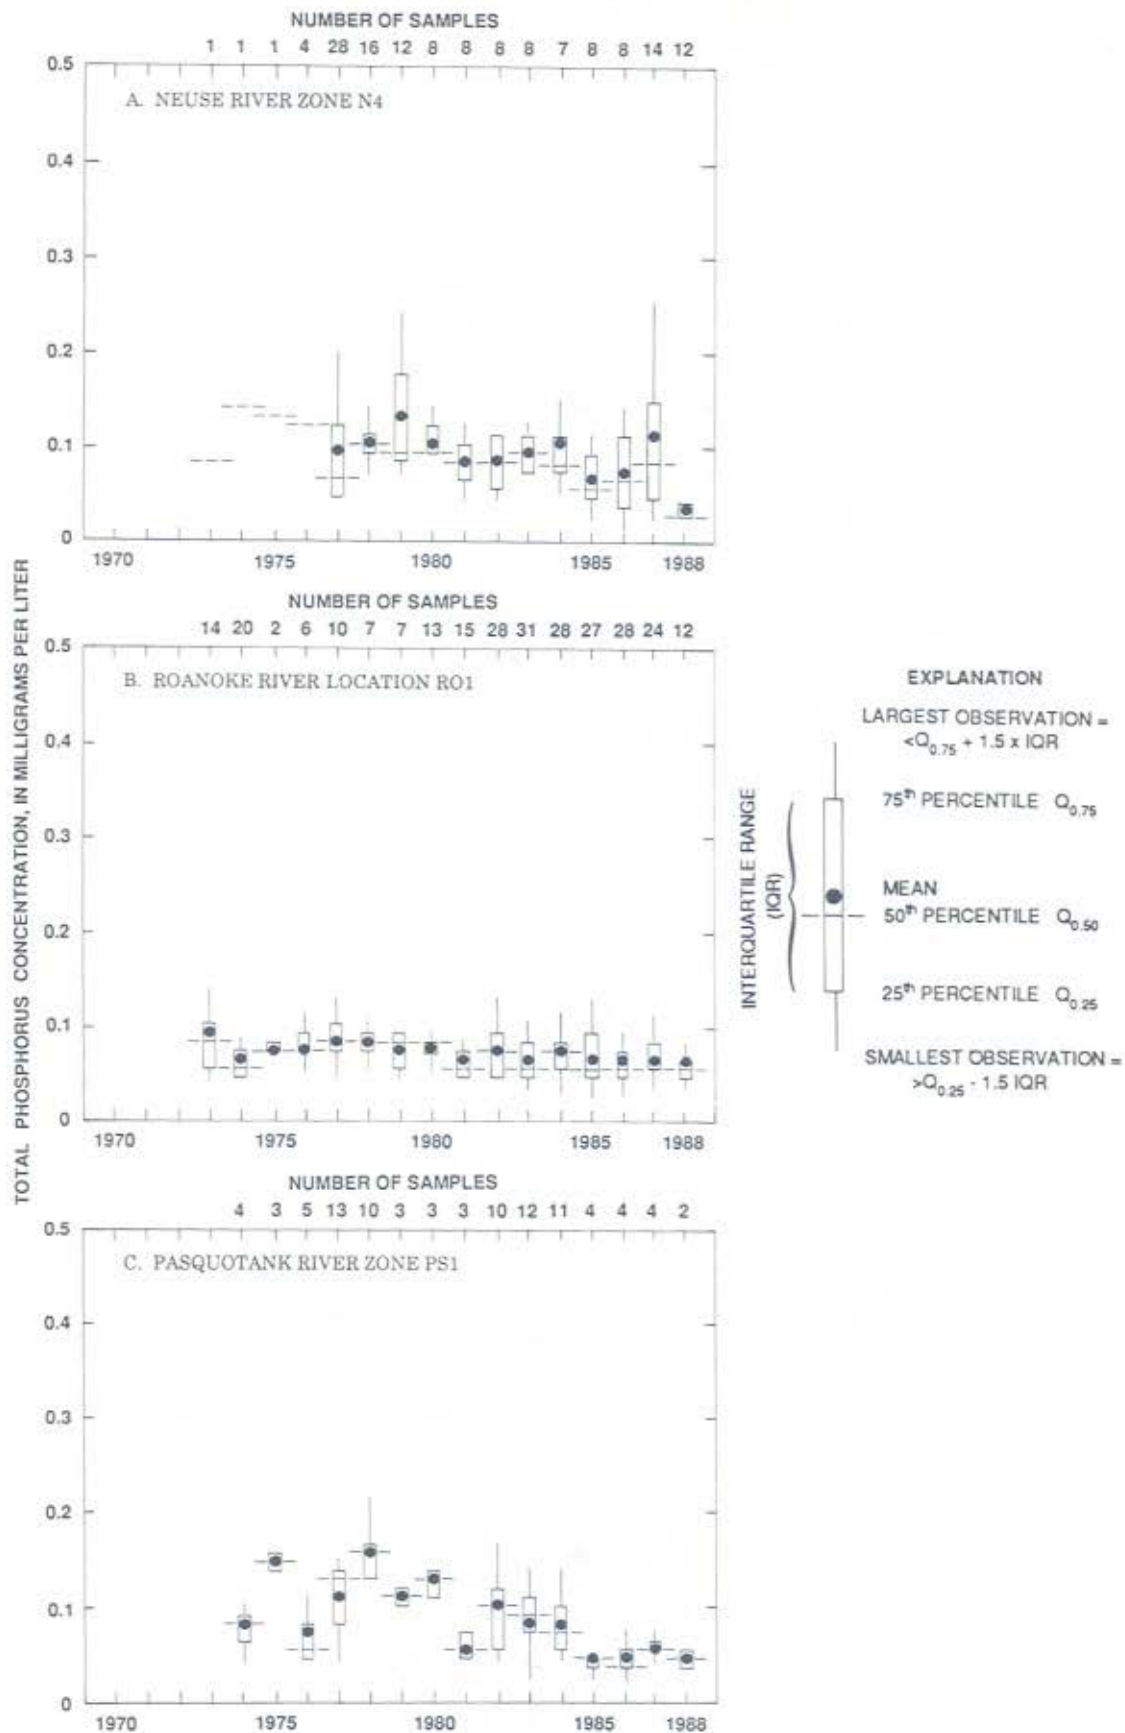 NUMBER OF SAMPLES
1 1 1 4 28 16 12 8 8 8 8 7 8 8 14 12
0.5
A. NEUSE RIVER ZONE N4
0.4
0.3
0.2
0.1
0
1970 1975 1980 1985 1988
TOTAL PHOSPHORUS CONCENTRATION, IN MILLIGRAMS PER LITER
NUMBER OF SAMPLES
14 20 2 6 10 7 7 13 15 28 31 28 27 28 24 12
0.5
B. ROANOKE RIVER LOCATION RO1
0.4
0.3
0.2
0.1
0
1970 1975 1980 1985 1988
EXPLANATION
LARGEST OBSERVATION =
<Q0.75 + 1.5 x IQR
75th PERCENTILE Q0.75
MEAN
50th PERCENTILE Q0.50
25th PERCENTILE Q0.25
SMALLEST OBSERVATION =
>Q0.25 - 1.5 IQR
INTERQUARTILE RANGE
(IQR)
NUMBER OF SAMPLES
4 3 5 13 10 3 3 3 10 12 11 4 4 4 2
0.5
C. PASQUOTANK RIVER ZONE PS1
0.4
0.3
0.2
0.1
0
1970 1975 1980 1985 1988